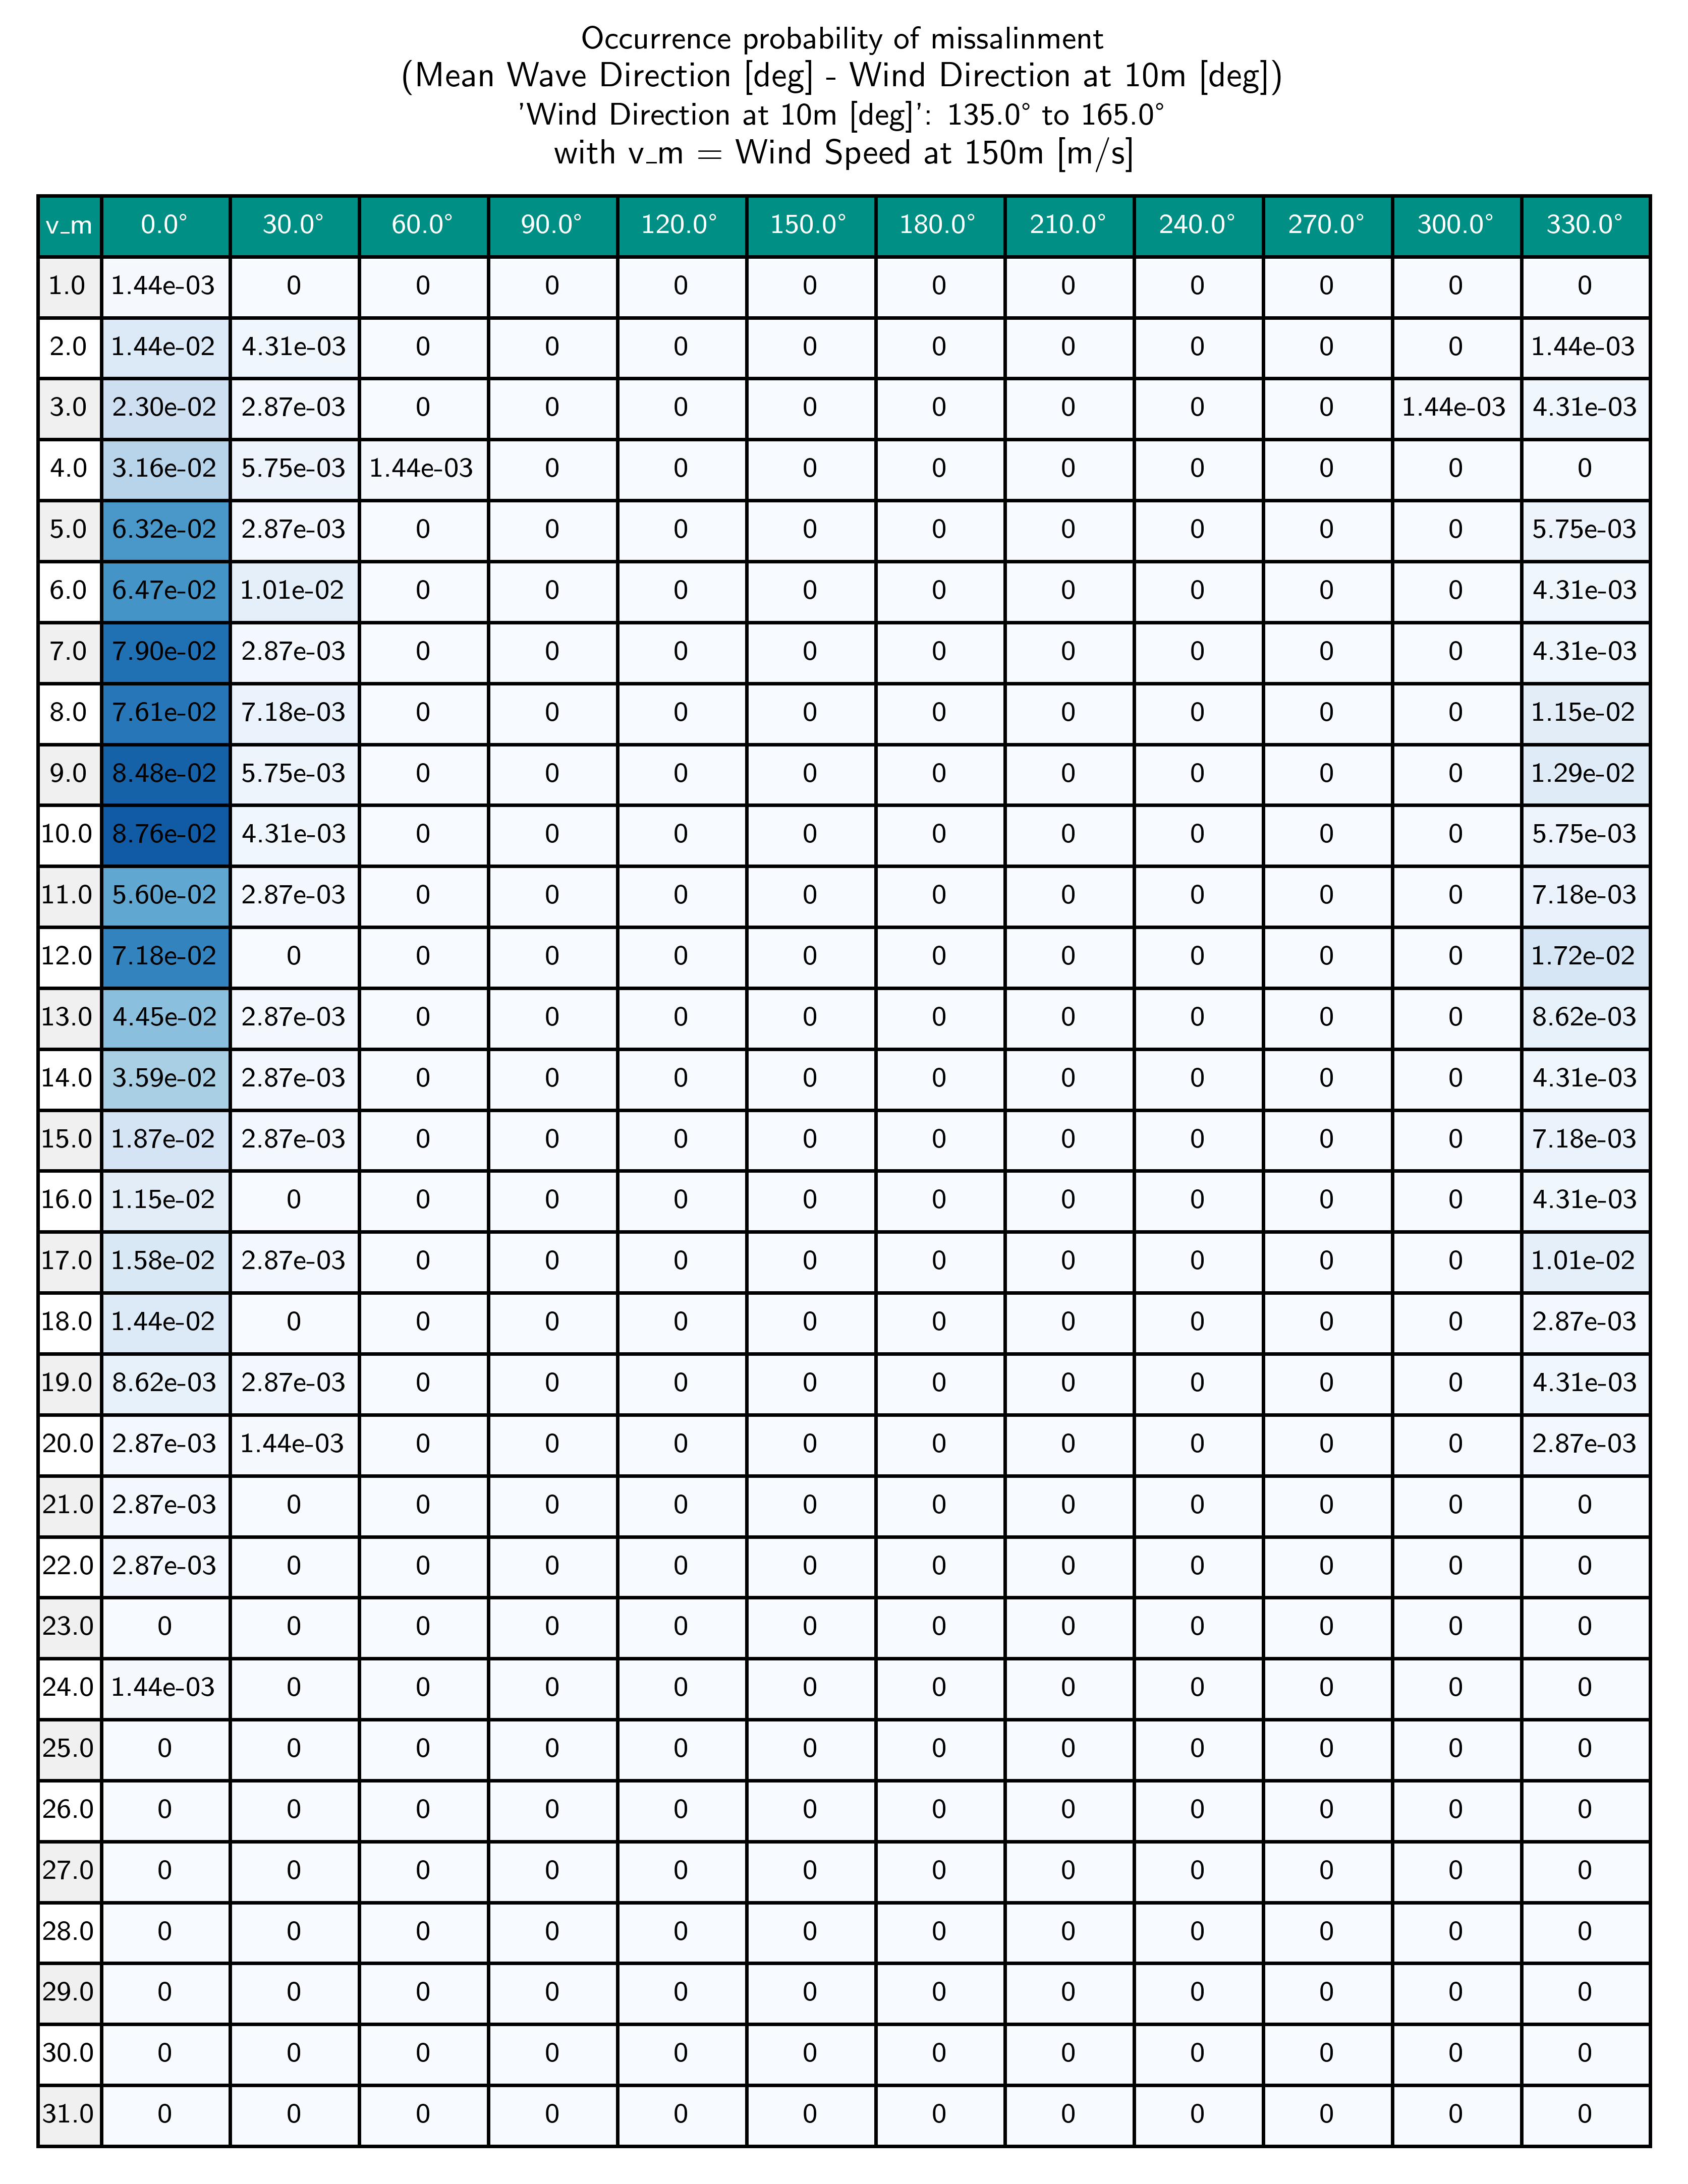 Occurrence probability of missalinment
(Mean Wave Direction [deg] - Wind Direction at 10m [deg])
'Wind Direction at 10m [deg]': 135.0° to 165.0°
with v_m = Wind Speed at 150m [m/s]
v_m 0.0° 30.0° 60.0° 90.0° 120.0° 150.0° 180.0° 210.0° 240.0° 270.0° 300.0° 330.0°
1.0 1.44e-03 0 0 0 0 0 0 0 0 0 0 0
2.0 1.44e-02 4.31e-03 0 0 0 0 0 0 0 0 0 1.44e-03
3.0 2.30e-02 2.87e-03 0 0 0 0 0 0 0 0 1.44e-03 4.31e-03
4.0 3.16e-02 5.75e-03 1.44e-03 0 0 0 0 0 0 0 0 0
5.0 6.32e-02 2.87e-03 0 0 0 0 0 0 0 0 0 5.75e-03
6.0 6.47e-02 1.01e-02 0 0 0 0 0 0 0 0 0 4.31e-03
7.0 7.90e-02 2.87e-03 0 0 0 0 0 0 0 0 0 4.31e-03
8.0 7.61e-02 7.18e-03 0 0 0 0 0 0 0 0 0 1.15e-02
9.0 8.48e-02 5.75e-03 0 0 0 0 0 0 0 0 0 1.29e-02
10.0 8.76e-02 4.31e-03 0 0 0 0 0 0 0 0 0 5.75e-03
11.0 5.60e-02 2.87e-03 0 0 0 0 0 0 0 0 0 7.18e-03
12.0 7.18e-02 0 0 0 0 0 0 0 0 0 0 1.72e-02
13.0 4.45e-02 2.87e-03 0 0 0 0 0 0 0 0 0 8.62e-03
14.0 3.59e-02 2.87e-03 0 0 0 0 0 0 0 0 0 4.31e-03
15.0 1.87e-02 2.87e-03 0 0 0 0 0 0 0 0 0 7.18e-03
16.0 1.15e-02 0 0 0 0 0 0 0 0 0 0 4.31e-03
17.0 1.58e-02 2.87e-03 0 0 0 0 0 0 0 0 0 1.01e-02
18.0 1.44e-02 0 0 0 0 0 0 0 0 0 0 2.87e-03
19.0 8.62e-03 2.87e-03 0 0 0 0 0 0 0 0 0 4.31e-03
20.0 2.87e-03 1.44e-03 0 0 0 0 0 0 0 0 0 2.87e-03
21.0 2.87e-03 0 0 0 0 0 0 0 0 0 0 0
22.0 2.87e-03 0 0 0 0 0 0 0 0 0 0 0
23.0 0 0 0 0 0 0 0 0 0 0 0 0
24.0 1.44e-03 0 0 0 0 0 0 0 0 0 0 0
25.0 0 0 0 0 0 0 0 0 0 0 0 0
26.0 0 0 0 0 0 0 0 0 0 0 0 0
27.0 0 0 0 0 0 0 0 0 0 0 0 0
28.0 0 0 0 0 0 0 0 0 0 0 0 0
29.0 0 0 0 0 0 0 0 0 0 0 0 0
30.0 0 0 0 0 0 0 0 0 0 0 0 0
31.0 0 0 0 0 0 0 0 0 0 0 0 0